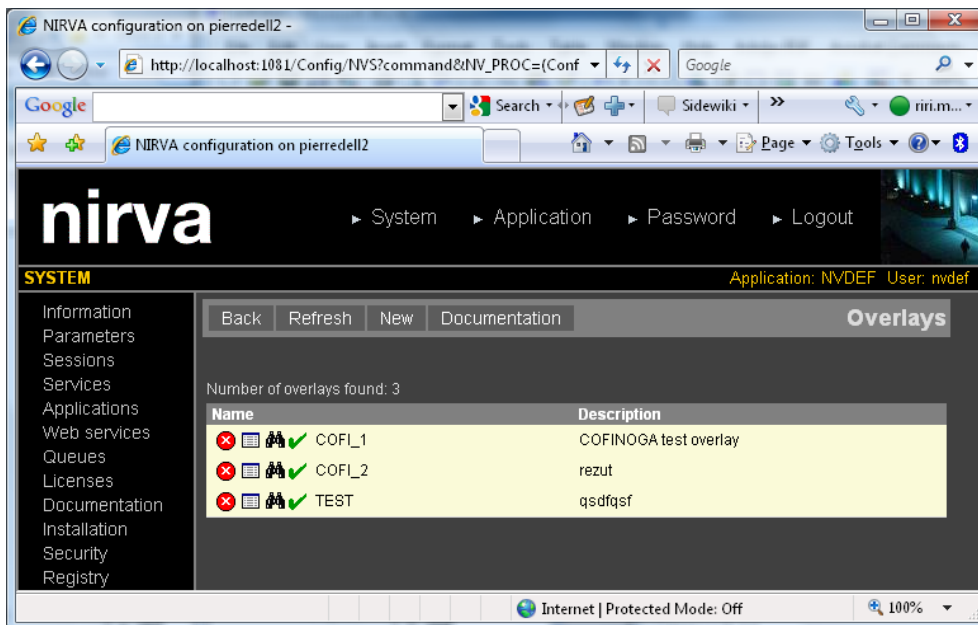 NIRVA configuration on pierredell2 -
http://localhost:1081/Config/NVS?command&NV_PROC=(Conf
Google
Google
Search
Sidewiki
»
riri.m...
NIRVA configuration on pierredell2
Page
Tools
nirva
System
Application
Password
Logout
SYSTEM
Application: NVDEF User: nvdef
Information
Parameters
Sessions
Services
Applications
Web services
Queues
Licenses
Documentation
Installation
Security
Registry
Back
Refresh
New
Documentation
Overlays
Number of overlays found: 3
Name
Description
COFI_1
COFINOGA test overlay
COFI_2
rezut
TEST
qsdfqsf
Internet | Protected Mode: Off
100%